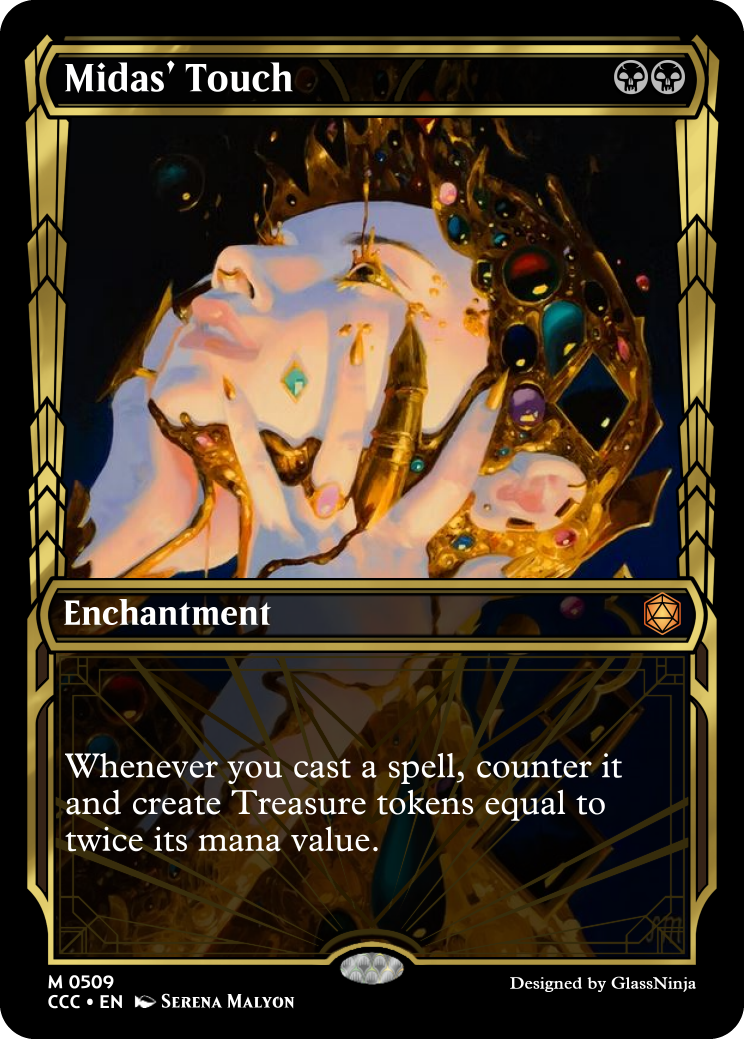 Midas' Touch
Enchantment
Whenever you cast a spell, counter it
and create Treasure tokens equal to
twice its mana value.
M 0509
Designed by GlassNinja
CCC • EN Serena Malyon